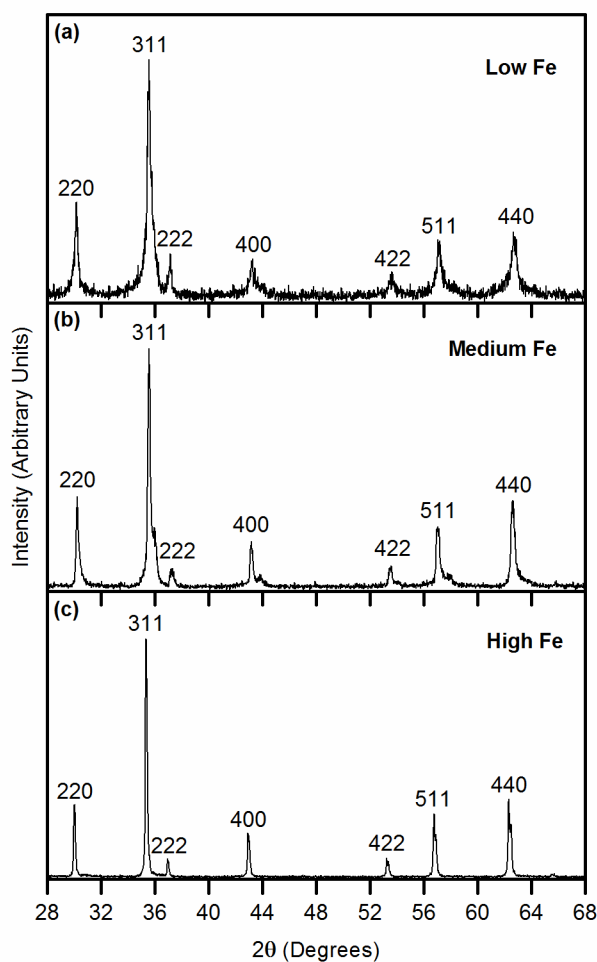 (a)
311
Low Fe
220
222
400
422
511
440
(b)
311
Medium Fe
220
222
400
422
511
440
(c)
311
High Fe
220
222
400
422
511
440
28 32 36 40 44 48 52 56 60 64 68
2θ (Degrees)
Intensity (Arbitrary Units)